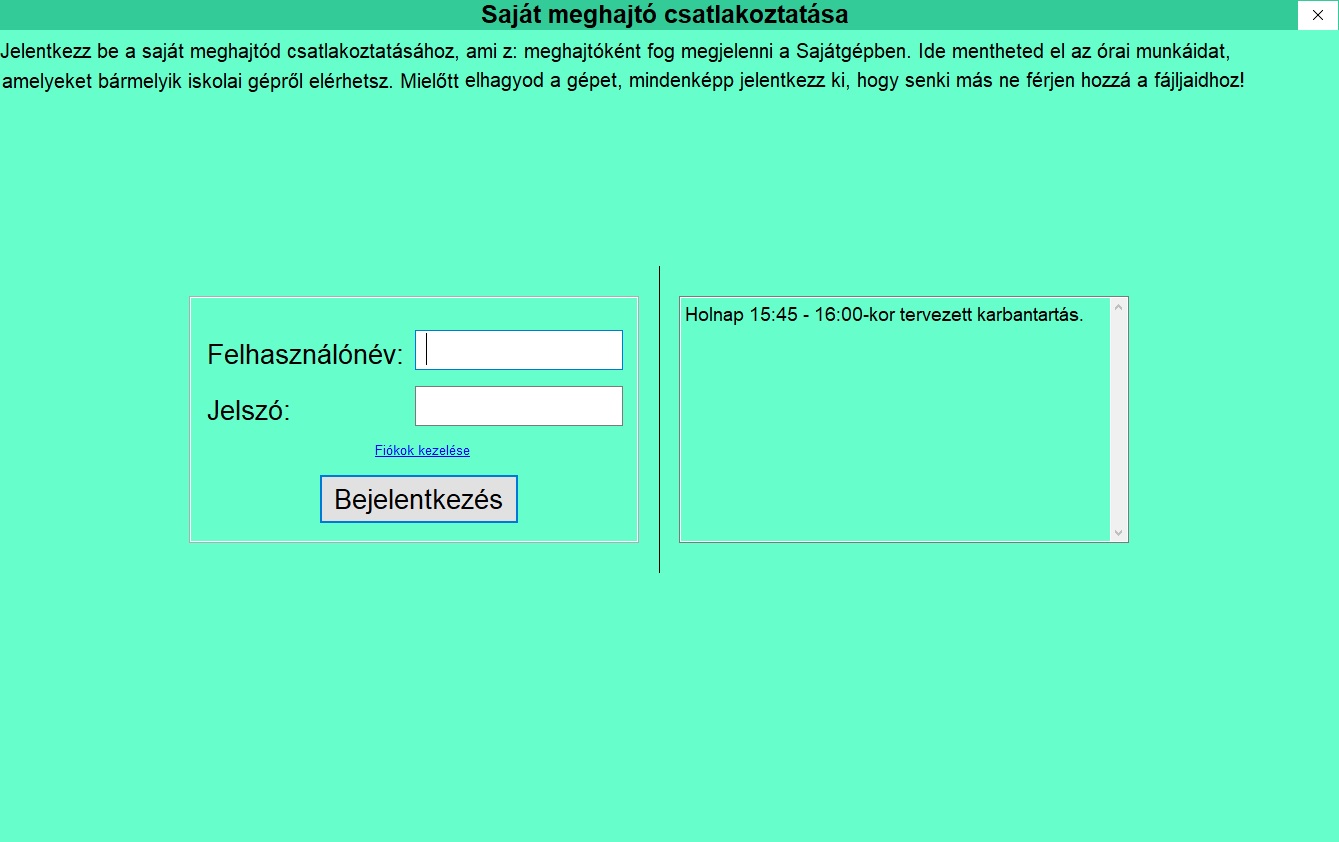 Saját meghajtó csatlakoztatása
Jelentkezz be a saját meghajtód csatlakoztatásához, ami z: meghajtóként fog megjelenni a Sajátgépben. Ide mentheted el az órai munkáidat,
amelyeket bármelyik iskolai gépről elérhetsz. Mielőtt elhagyod a gépet, mindenképp jelentkezz ki, hogy senki más ne férjen hozzá a fájljaidhoz!
Felhasználónév:
Jelszó:
Fiókok kezelése
Bejelentkezés
Holnap 15:45 - 16:00-kor tervezett karbantartás.